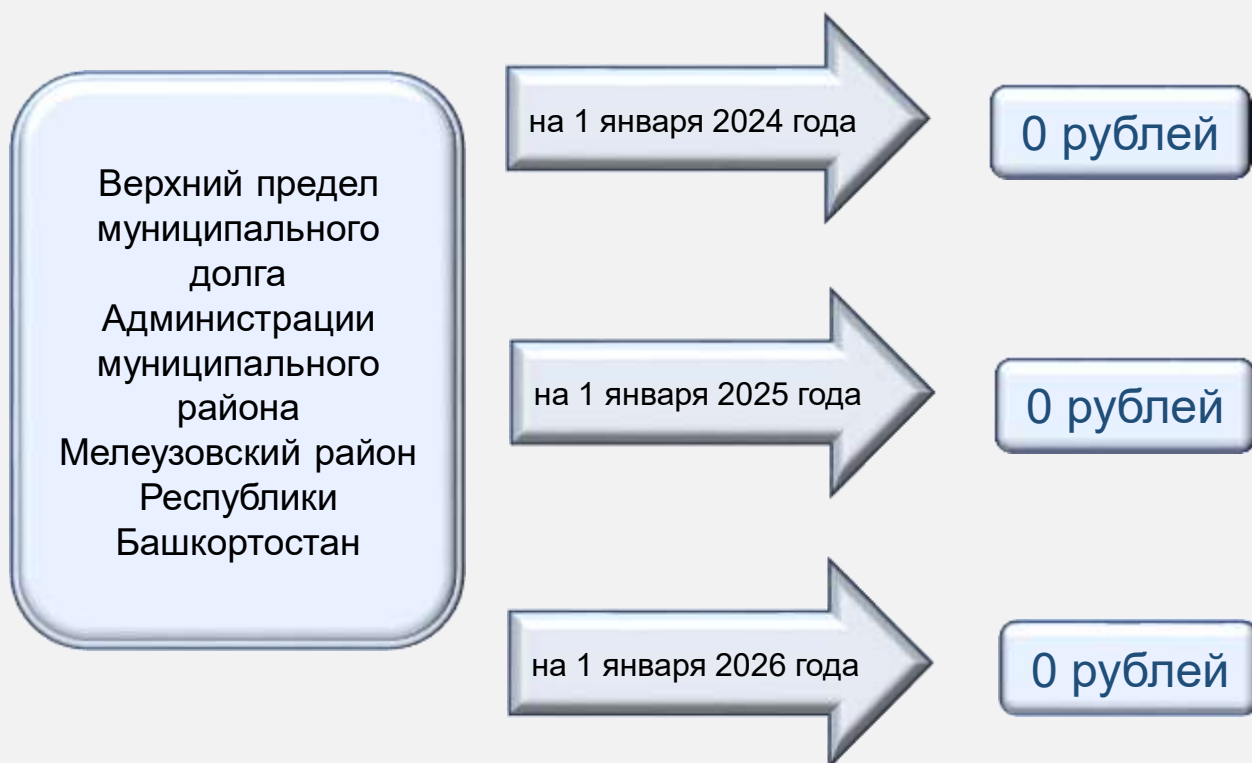 Верхний предел
муниципального
долга
Администрации
муниципального
района
Мелеузовский район
Республики
Башкортостан
на 1 января 2024 года
0 рублей
на 1 января 2025 года
0 рублей
на 1 января 2026 года
0 рублей